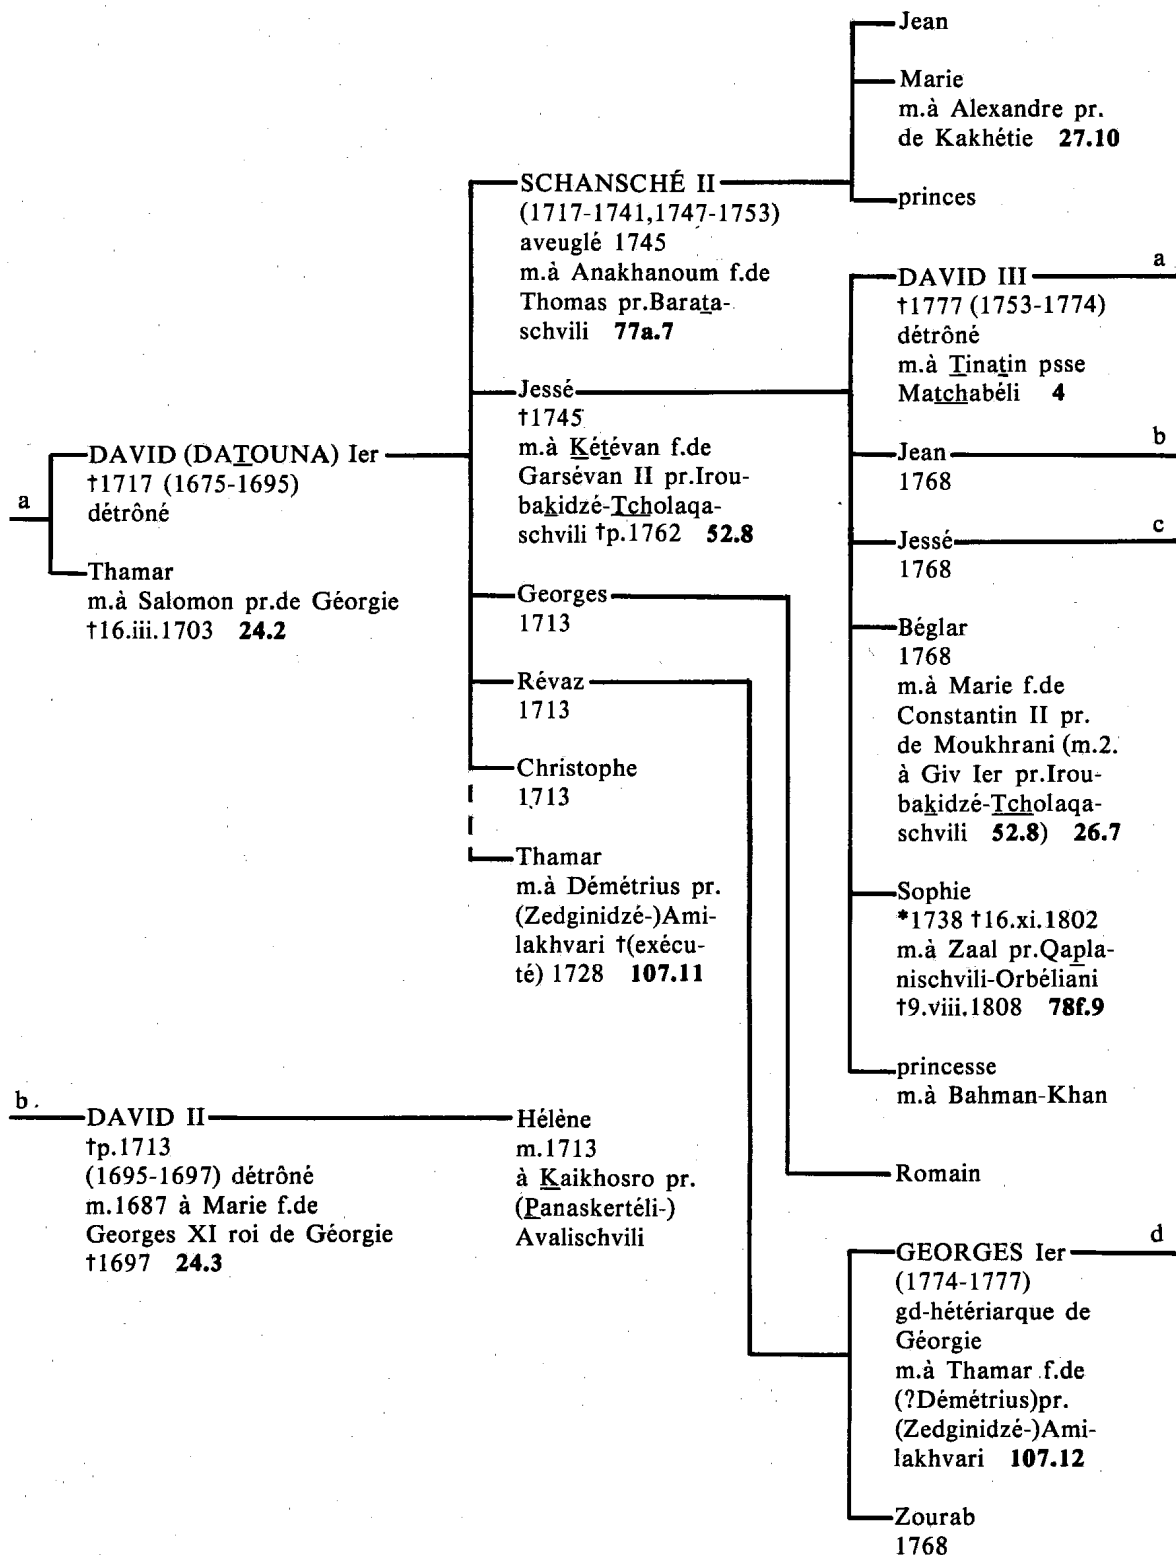 a
DAVID (DATOUNA) Ier
†1717 (1675-1695)
détrôné
Thamar
m.à Salomon pr.de Géorgie
†16.iii.1703 24.2
b.
DAVID II
†p.1713
(1695-1697) détrôné
m.1687 à Marie f.de
Georges XI roi de Géorgie
†1697 24.3
SCHANSCHÉ II
(1717-1741,1747-1753)
aveuglé 1745
m.à Anakhanoum f.de
Thomas pr.Barata-
schvili 77a.7
Jessé
†1745
m.à Kétévan f.de
Garsévan II pr.Irou-
bakidzé-Tcholaqa-
schvili †p.1762 52.8
Georges
1713
Révaz
1713
Christophe
1713
Thamar
m.à Démétrius pr.
(Zedginidzé-)Ami-
lakhvari †(exécu-
té) 1728 107.11
Hélène
m.1713
à Kaikhosro pr.
(Panaskertéli-)
Avalischvili
Jean
Marie
m.à Alexandre pr.
de Kakhétie 27.10
princes
DAVID III
a
†1777 (1753-1774)
détrôné
m.à Tinatin psse
Matchabéli 4
Jean
b
1768
Jessé
c
1768
Béglar
1768
m.à Marie f.de
Constantin II pr.
de Moukhrani (m.2.
à Giv Ier pr.Irou-
bakidzé-Tcholaqa-
schvili 52.8) 26.7
Sophie
*1738 †16.xi.1802
m.à Zaal pr.Qapla-
nischvili-Orbéliani
†9.viii.1808 78f.9
princesse
m.à Bahman-Khan
Romain
GEORGES Ier
d
(1774-1777)
gd-hétériarque de
Géorgie
m.à Thamar f.de
(?Démétrius)pr.
(Zedginidzé-)Ami-
lakhvari 107.12
Zourab
1768